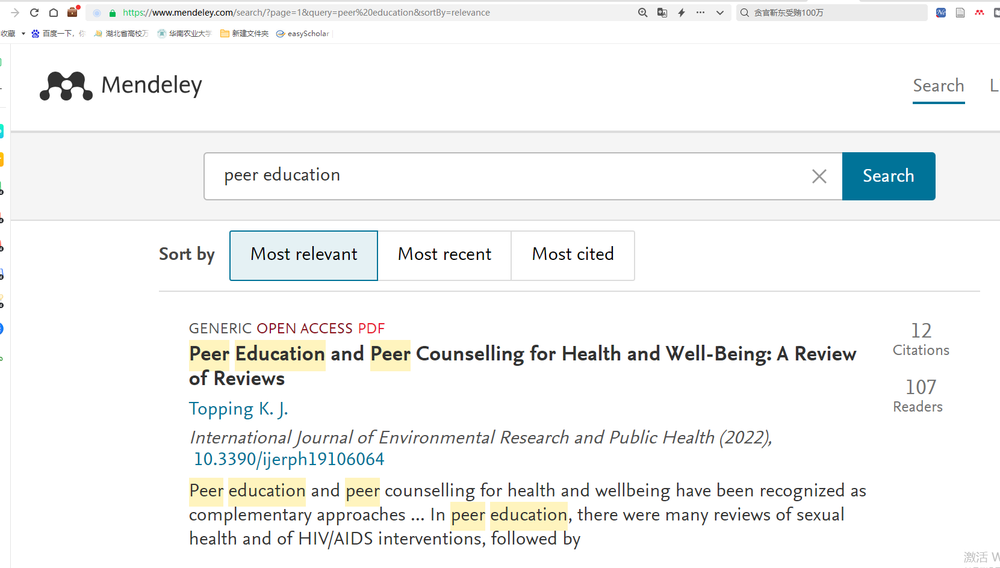 https://www.mendeley.com/search/?page=1&query=peer%20education&sortBy=relevance
贪官靳东受贿100万
收藏 百度一下, 湖北省高校万 华南农业大学 新建文件夹 easyScholar
Mendeley
Search
peer education
Search
Sort by Most relevant Most recent Most cited
GENERIC OPEN ACCESS PDF
Peer Education and Peer Counselling for Health and Well-Being: A Review
of Reviews
Topping K. J.
International Journal of Environmental Research and Public Health (2022),
10.3390/ijerph19106064
Peer education and peer counselling for health and wellbeing have been recognized as
complementary approaches ... In peer education, there were many reviews of sexual
health and of HIV/AIDS interventions, followed by
12
Citations
107
Readers
激活 W